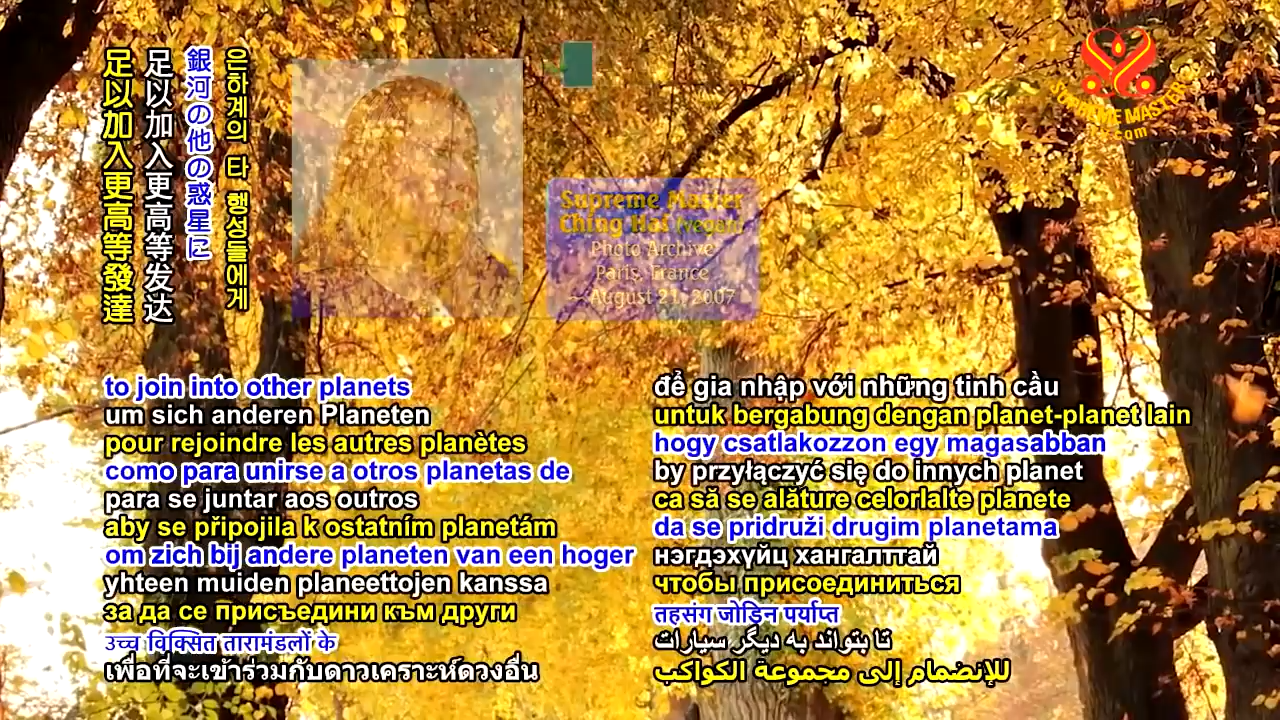 足以加入更高等發達
足以加入更高等发达
銀河の他の惑星に
은하계의 타 행성들에게
SUPREME MASTER
TV.com
Supreme Master
Ching Hai (vegan)
Photo Archive
Paris, France
August 21, 2007
to join into other planets
um sich anderen Planeten
pour rejoindre les autres planètes
como para unirse a otros planetas de
para se juntar aos outros
aby se připojila k ostatním planetám
om zich bij andere planeten van een hoger
yhteen muiden planeettojen kanssa
за да се присъедини към други
उच्च विकसित तारामंडलों के
เพื่อที่จะเข้าร่วมกับดาวเคราะห์ดวงอื่น
để gia nhập với những tinh cầu
untuk bergabung dengan planet-planet lain
hogy csatlakozzon egy magasabban
by przyłączyć się do innych planet
ca să se alăture celorlalte planete
da se pridruži drugim planetama
нэгдэхүйц хангалттай
чтобы присоединиться
तहसंग जोडिन पर्याप्त
تا بتواند به دیگر سیارات
للإنضمام إلى مجموعة الكواكب